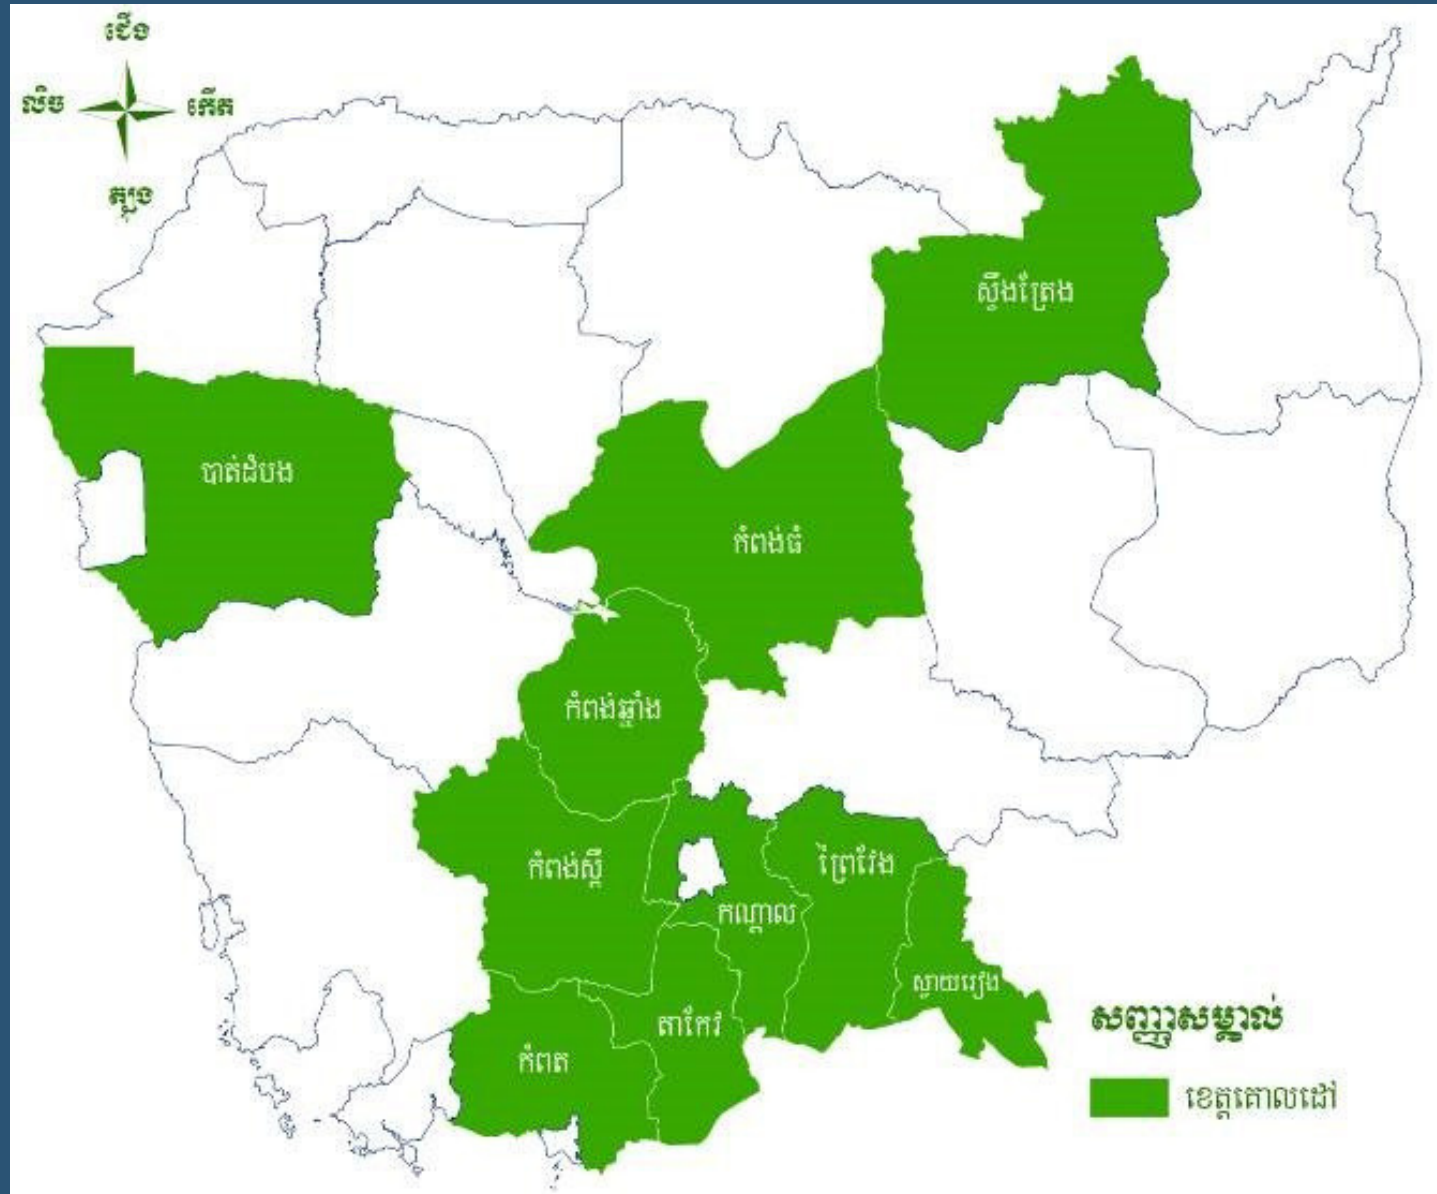 ជើង
លិច
កើត
ត្បូង
ស្ទឹងត្រែង
បាត់ដំបង
កំពង់ធំ
កំពង់ឆ្នាំង
កំពង់ស្ពឺ
ព្រៃវែង
កណ្តាល
ស្វាយរៀង
តាកែវ
កំពត
សញ្ញាសម្គាល់
ខេត្តគោលដៅ